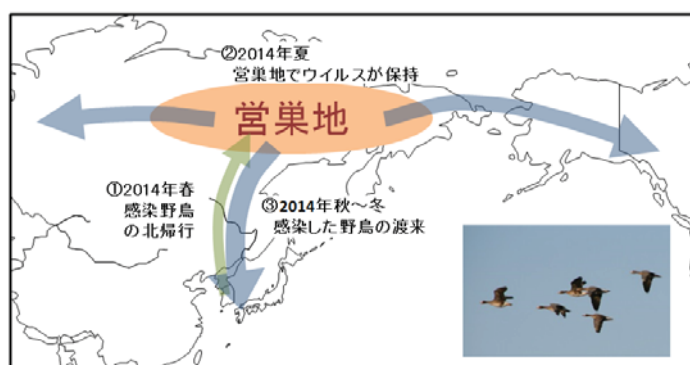 ②2014年夏
営巣地でウイルスが保持
営巣地
①2014年春
感染野鳥
の北帰行
③2014年秋～冬
感染した野鳥の渡来